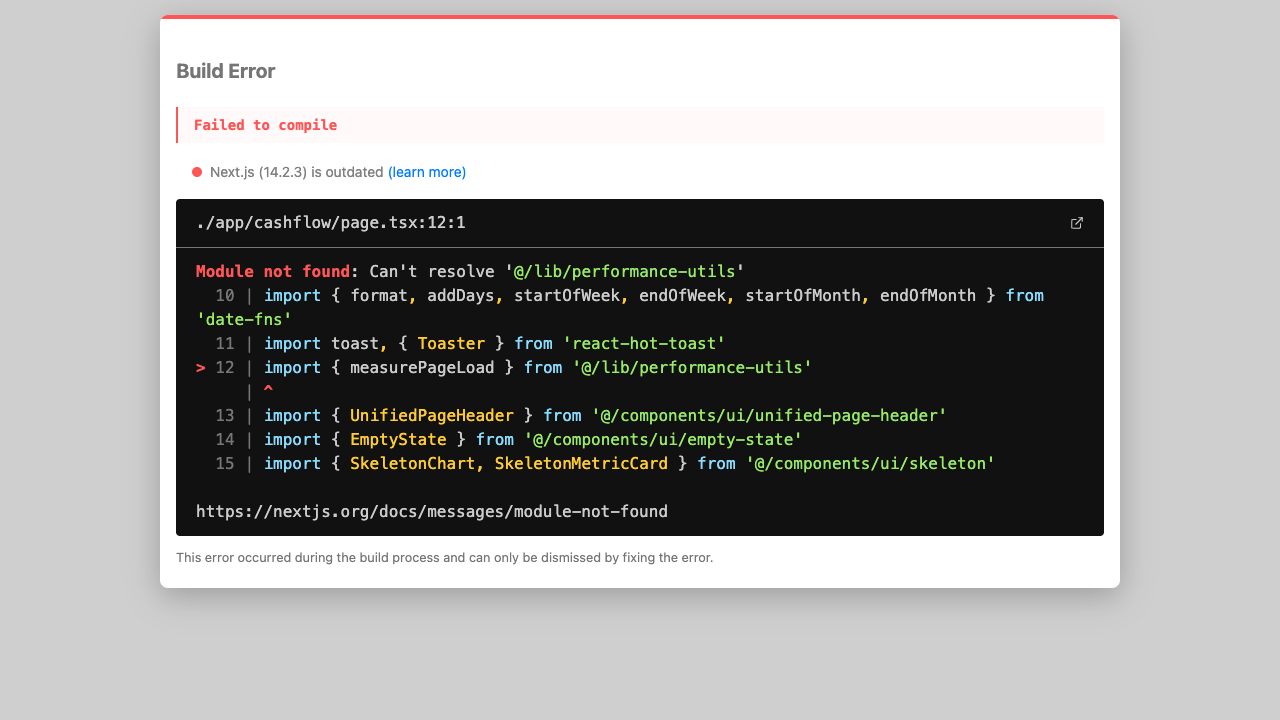 Build Error
Failed to compile
Next.js (14.2.3) is outdated (learn more)
./app/cashflow/page.tsx:12:1
Module not found: Can't resolve '@/lib/performance-utils'
  10 | import { format, addDays, startOfWeek, endOfWeek, startOfMonth, endOfMonth } from
'date-fns'
  11 | import toast, { Toaster } from 'react-hot-toast'
> 12 | import { measurePageLoad } from '@/lib/performance-utils'
     | ^
  13 | import { UnifiedPageHeader } from '@/components/ui/unified-page-header'
  14 | import { EmptyState } from '@/components/ui/empty-state'
  15 | import { SkeletonChart, SkeletonMetricCard } from '@/components/ui/skeleton'
https://nextjs.org/docs/messages/module-not-found
This error occurred during the build process and can only be dismissed by fixing the error.